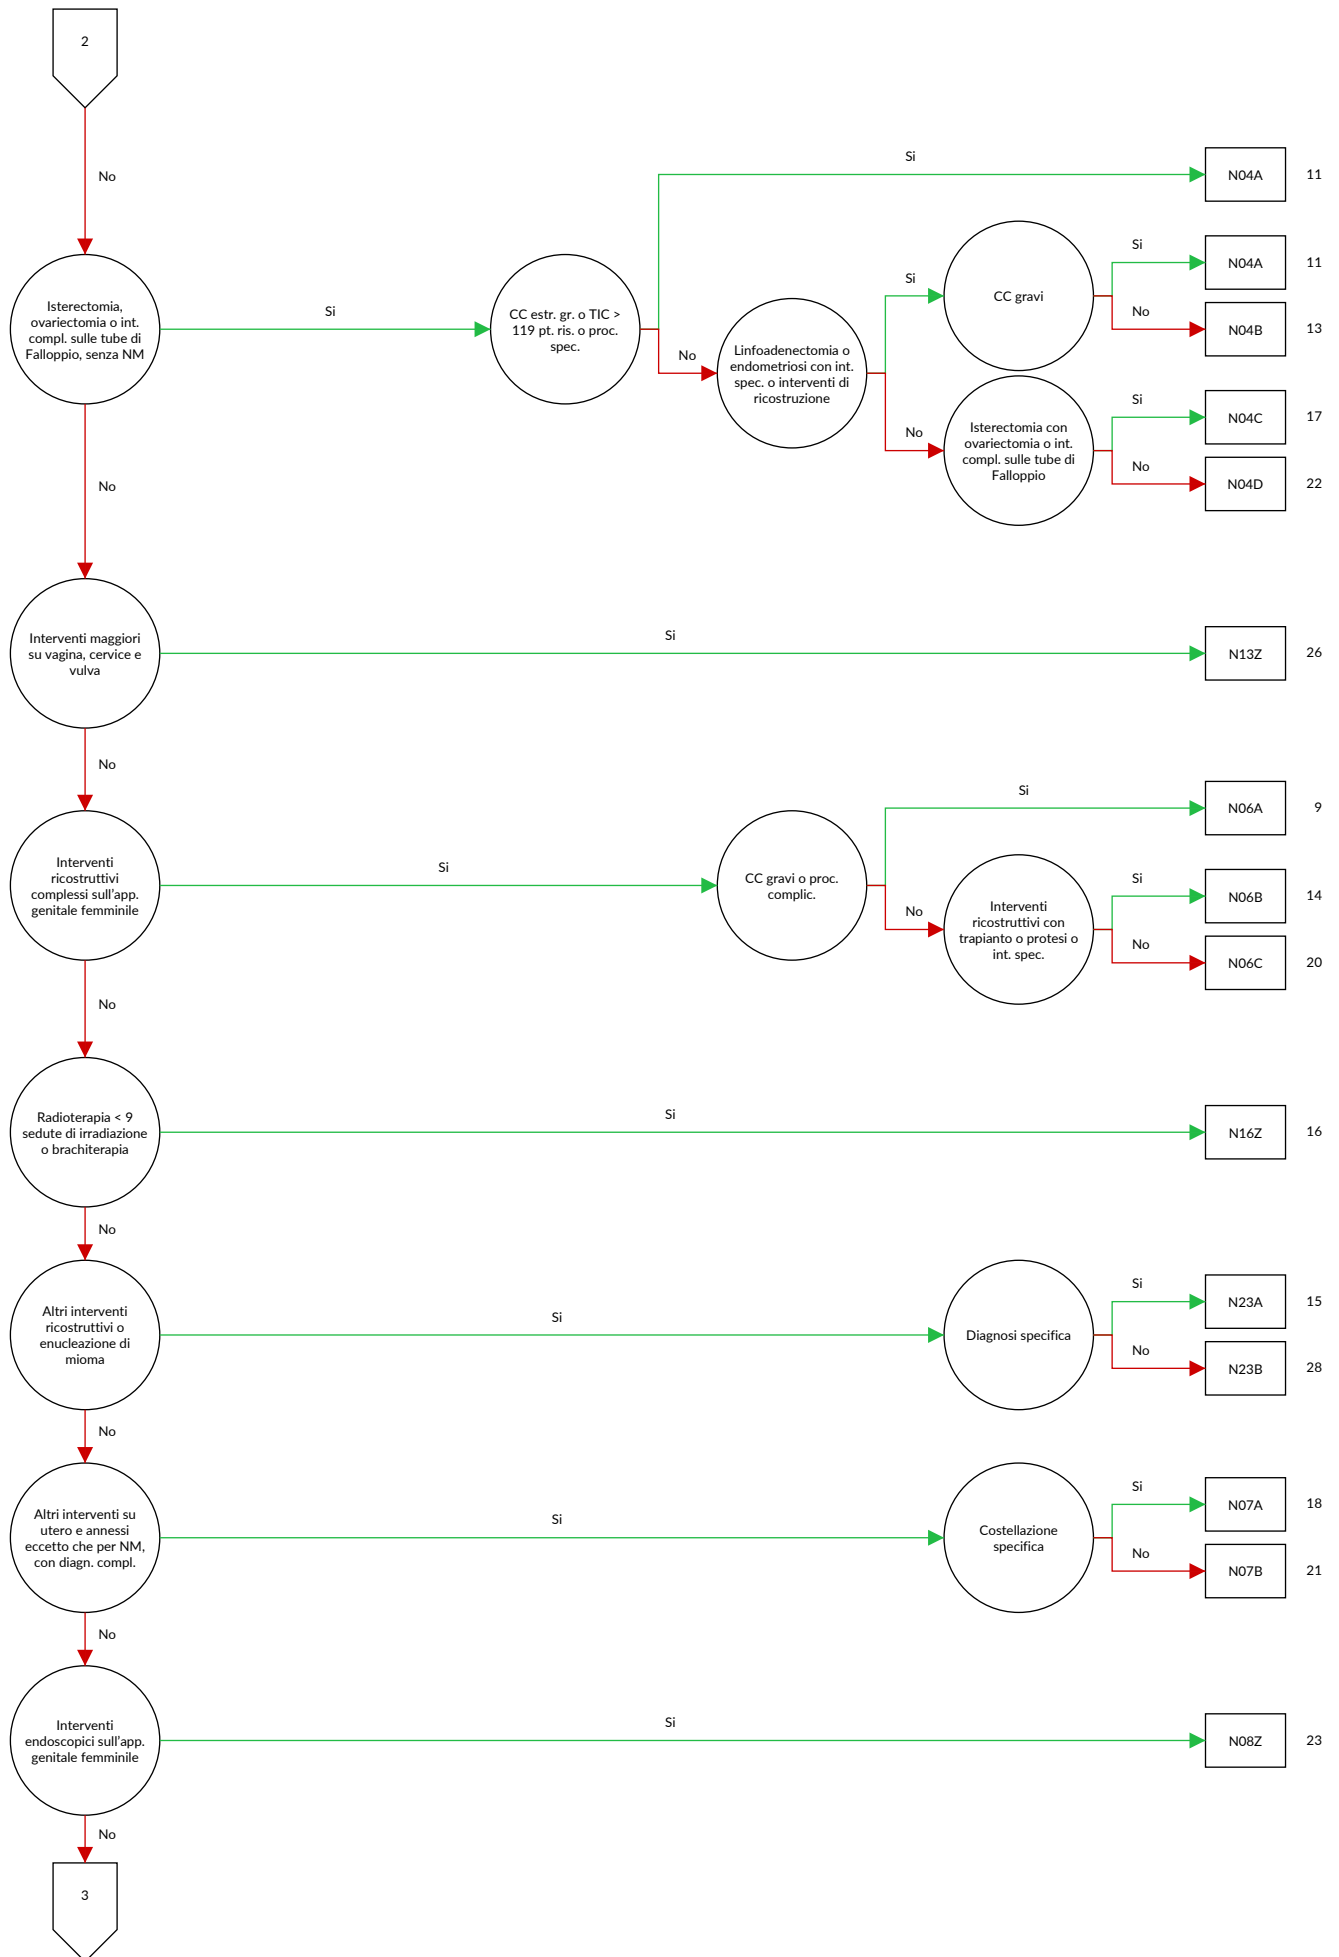 2
No
Si
N04A 11
Si
N04A 11
Si
CC gravi
No
N04B 13
Isterectomia,
ovariectomia o int.
compl. sulle tube di
Falloppio, senza NM
Si
CC estr. gr. o TIC >
119 pt. ris. o proc.
spec.
No
Linfoadenectomia o
endometriosi con int.
spec. o interventi di
ricostruzione
Si
N04C 17
No
Isterectomia con
ovariectomia o int.
compl. sulle tube di
Falloppio
No
N04D 22
No
Interventi maggiori
su vagina, cervice e
vulva
Si
N13Z 26
No
Si
N06A 9
Interventi
ricostruttivi
complessi sull'app.
genitale femminile
Si
CC gravi o proc.
complic.
Si
N06B 14
No
Interventi
ricostruttivi con
trapianto o protesi o
int. spec.
No
N06C 20
No
Radioterapia < 9
sedute di irradiazione
o brachiterapia
Si
N16Z 16
No
Altri interventi
ricostruttivi o
enucleazione di
mioma
Si
Diagnosi specifica
Si
N23A 15
No
N23B 28
No
Altri interventi su
utero e annessi
eccetto che per NM,
con diagn. compl.
Si
Costellazione
specifica
Si
N07A 18
No
N07B 21
No
Interventi
endoscopici sull'app.
genitale femminile
Si
N08Z 23
No
3